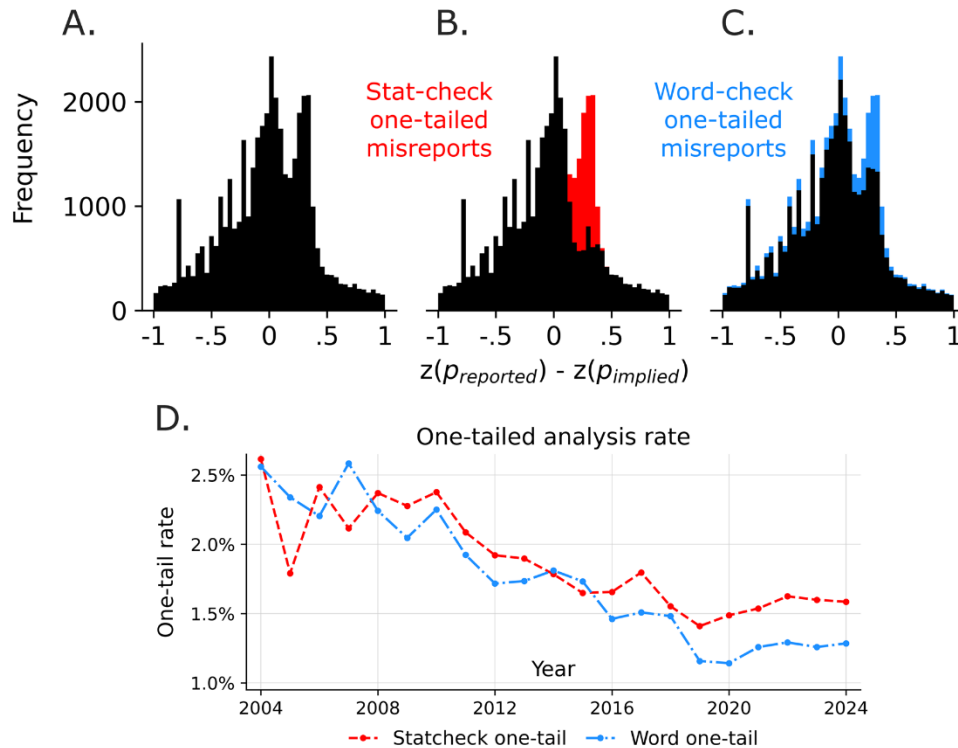 A.
B.
C.
Frequency
2000
1000
0
Stat-check
one-tailed
misreports
Word-check
one-tailed
misreports
-1 -.5 0 .5 1
-1 -.5 0 .5 1
-1 -.5 0 .5 1
z(p_reported) - z(p_implied)
D.
One-tailed analysis rate
One-tail rate
2.5%
2.0%
1.5%
1.0%
Year
2004 2008 2012 2016 2020 2024
Statcheck one-tail Word one-tail